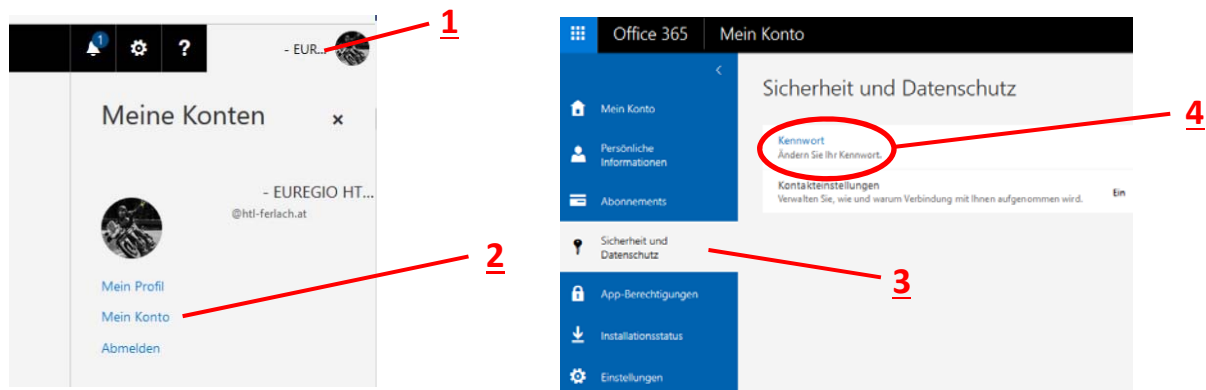 1
?
- EUR...
1
Meine Konten
×
- EUREGIO HT...
@htl-ferlach.at
2
Mein Profil
Mein Konto
Abmelden
Office 365
Mein Konto
<
Mein Konto
Persönliche
Informationen
Abonnements
Sicherheit und
Datenschutz
App-Berechtigungen
Installationsstatus
Einstellungen
Sicherheit und Datenschutz
4
Kennwort
Ändern Sie Ihr Kennwort.
Kontakteinstellungen
Verwalten Sie, wie und warum Verbindung mit Ihnen aufgenommen wird.
Ein
3